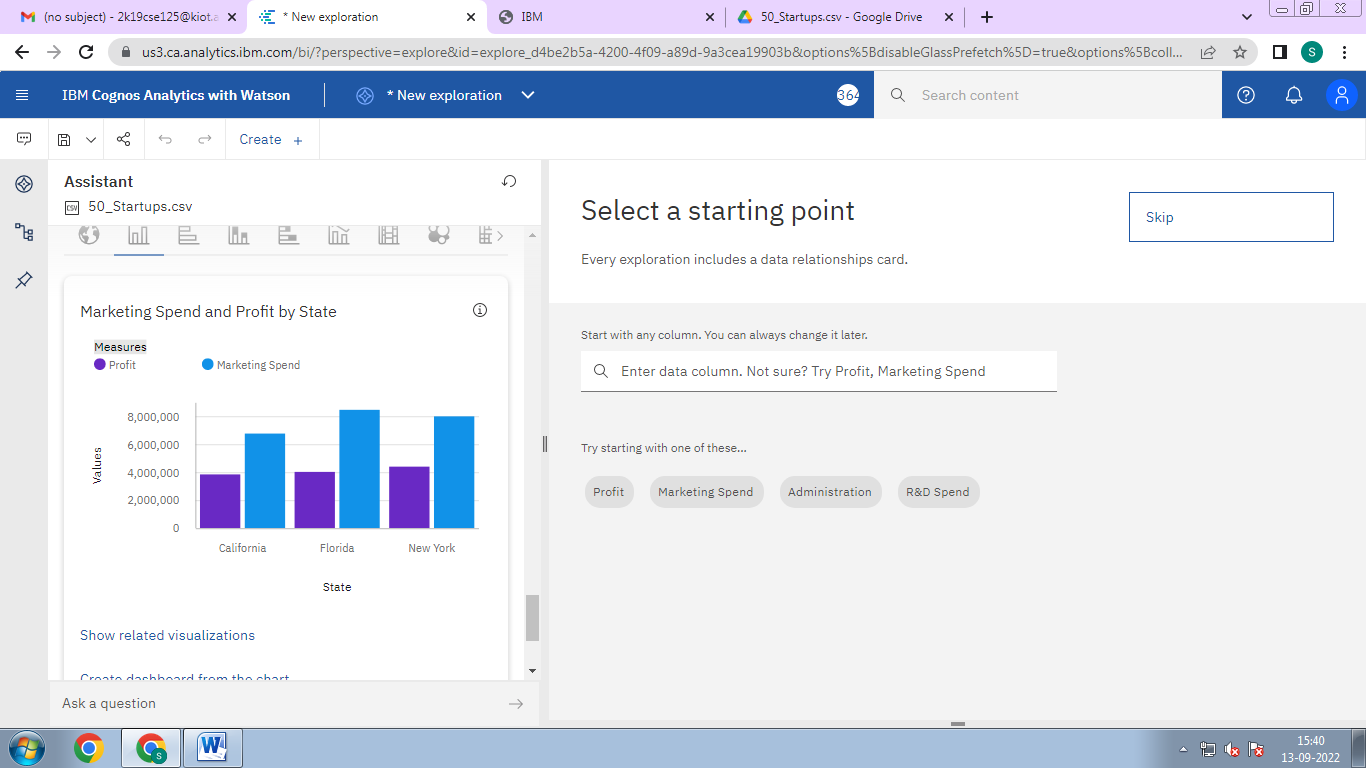 (no subject) - 2k19cse125@kiot.a
* New exploration
IBM
50_Startups.csv - Google Drive
us3.ca.analytics.ibm.com/bi/?perspective=explore&id=explore_d4be2b5a-4200-4f09-a89d-9a3cea19903b&options%5BdisableGlassPrefetch%5D=true&options%5Bcoll...
S
IBM Cognos Analytics with Watson
* New exploration
364
Search content
Create +
Assistant
CSV 50_Startups.csv
Marketing Spend and Profit by State
Measures
Profit Marketing Spend
8,000,000
6,000,000
4,000,000
2,000,000
0
Values
California Florida New York
State
Show related visualizations
Create dashboard from the chart
Ask a question
Select a starting point
Skip
Every exploration includes a data relationships card.
Start with any column. You can always change it later.
Enter data column. Not sure? Try Profit, Marketing Spend
Try starting with one of these...
Profit Marketing Spend Administration R&D Spend
S
W
15:40
13-09-2022